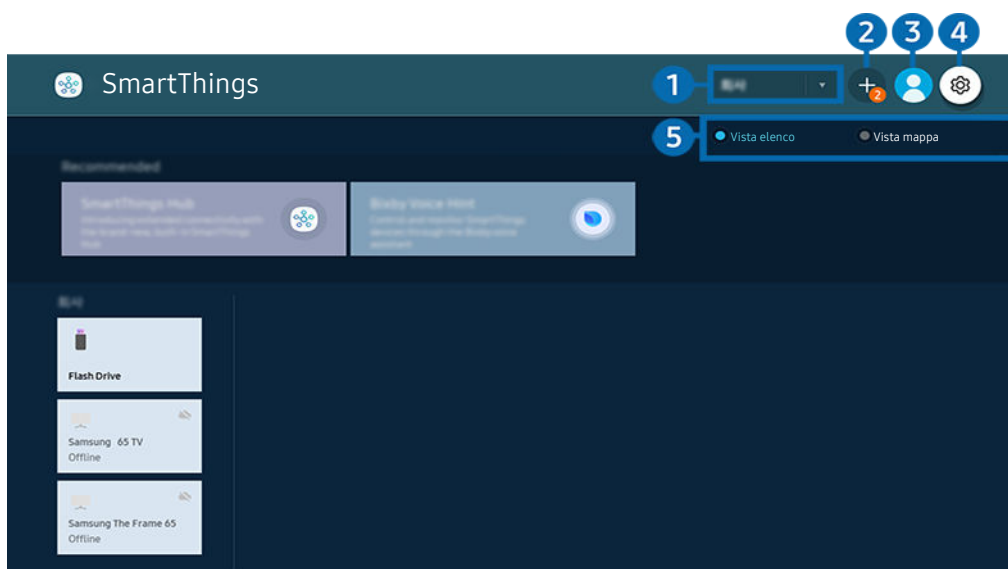 2 3 4
SmartThings
1
2
5
Vista elenco
Vista mappa
Recommended
SmartThings Hub
Bixby Voice Hint
Flash Drive
Samsung 65 TV
Offline
Samsung The Frame 65
Offline